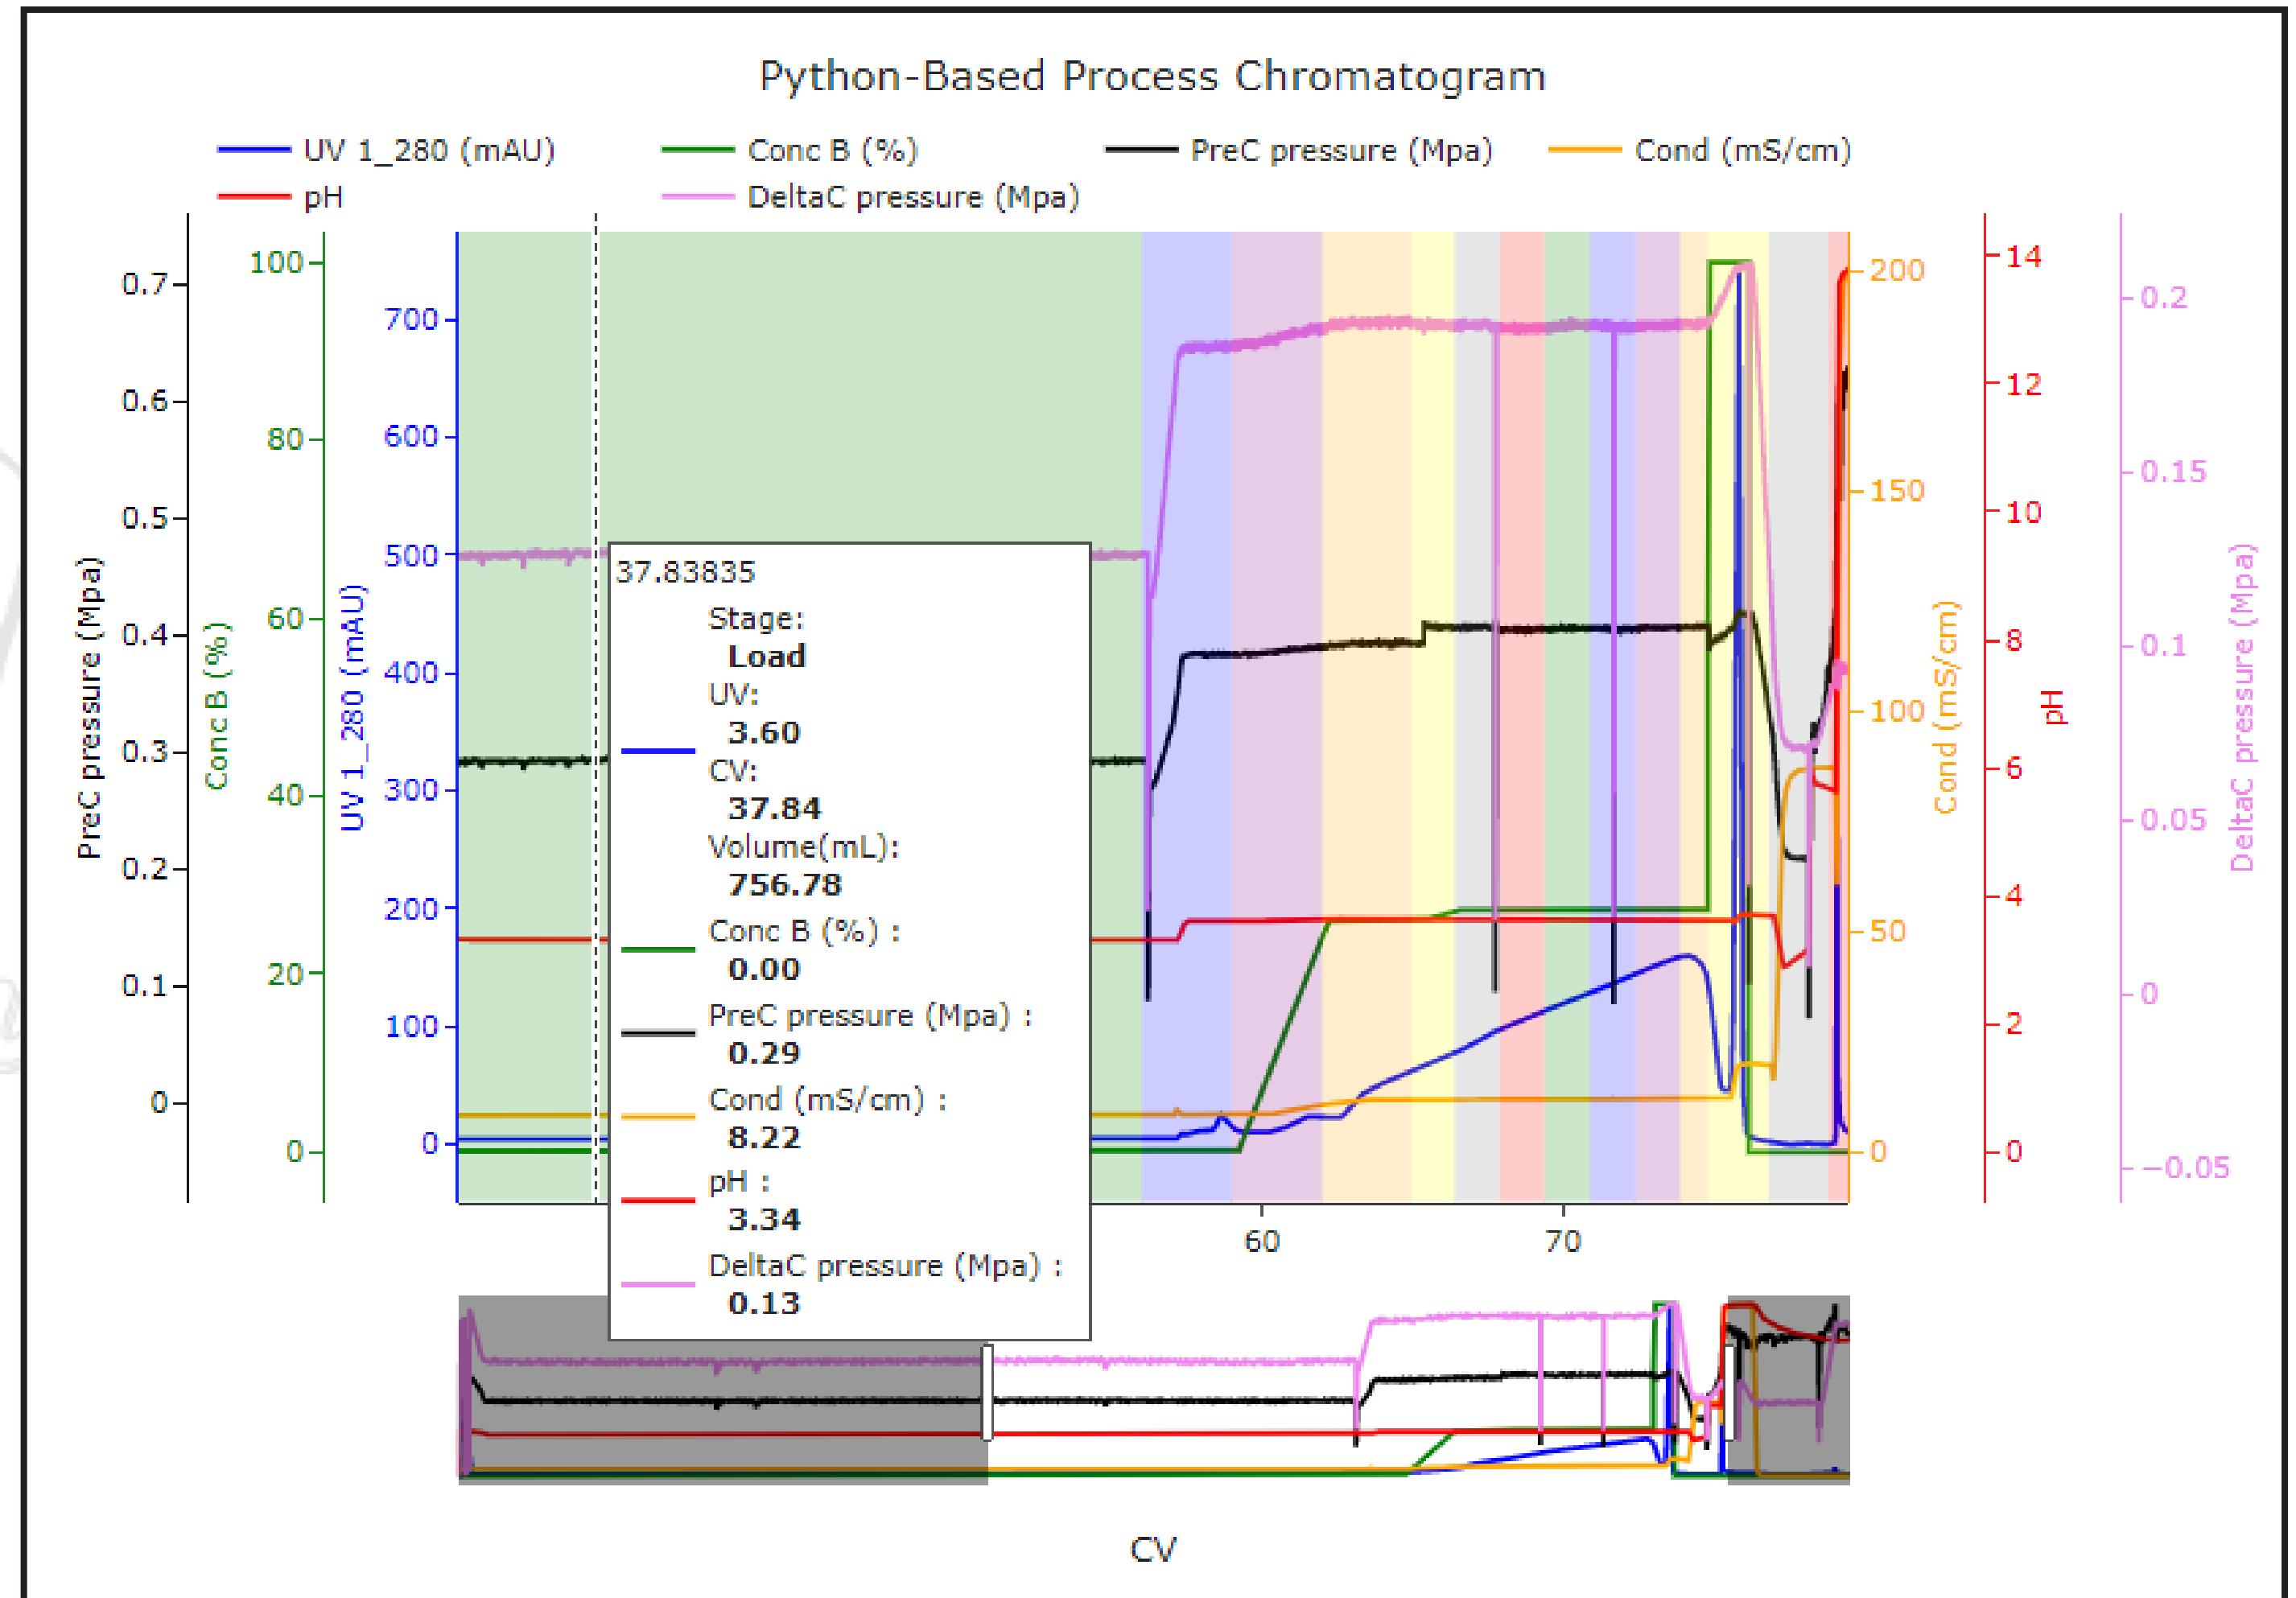 Python-Based Process Chromatogram
UV 1_280 (mAU)
Conc B (%)
PreC pressure (Mpa)
Cond (mS/cm)
pH
DeltaC pressure (Mpa)
PreC pressure (Mpa)
0.7
0.6
0.5
0.4
0.3
0.2
0.1
0
Conc B (%)
100
80
60
40
20
0
UV 1_280 (mAU)
700
600
500
400
300
200
100
0
37.83835
Stage:
Load
UV:
3.60
CV:
37.84
Volume(mL):
756.78
Conc B (%) :
0.00
PreC pressure (Mpa) :
0.29
Cond (mS/cm) :
8.22
pH :
3.34
DeltaC pressure (Mpa) :
0.13
60
70
200
150
100
50
0
Cond (mS/cm)
14
12
10
8
6
4
2
0
pH
0.2
0.15
0.1
0.05
0
−0.05
DeltaC pressure (Mpa)
CV